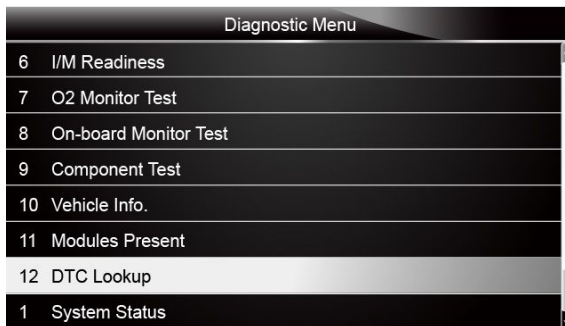 Diagnostic Menu
6 I/M Readiness
7 O2 Monitor Test
8 On-board Monitor Test
9 Component Test
10 Vehicle Info.
11 Modules Present
12 DTC Lookup
1 System Status